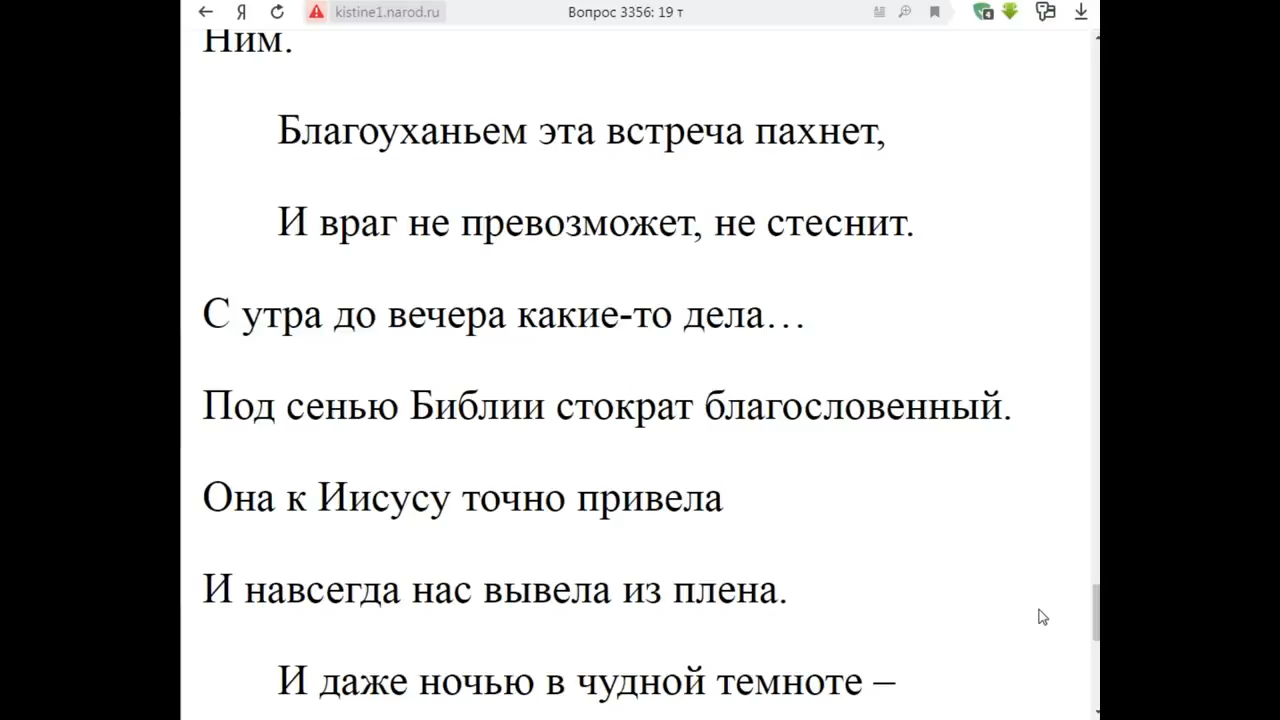 kistine1.narod.ru
Вопрос 3356: 19 т
4
Ним.
Благоуханьем эта встреча пахнет,
И враг не превозможет, не стеснит.
С утра до вечера какие-то дела…
Под сенью Библии стократ благословенный.
Она к Иисусу точно привела
И навсегда нас вывела из плена.
И даже ночью в чудной темноте –